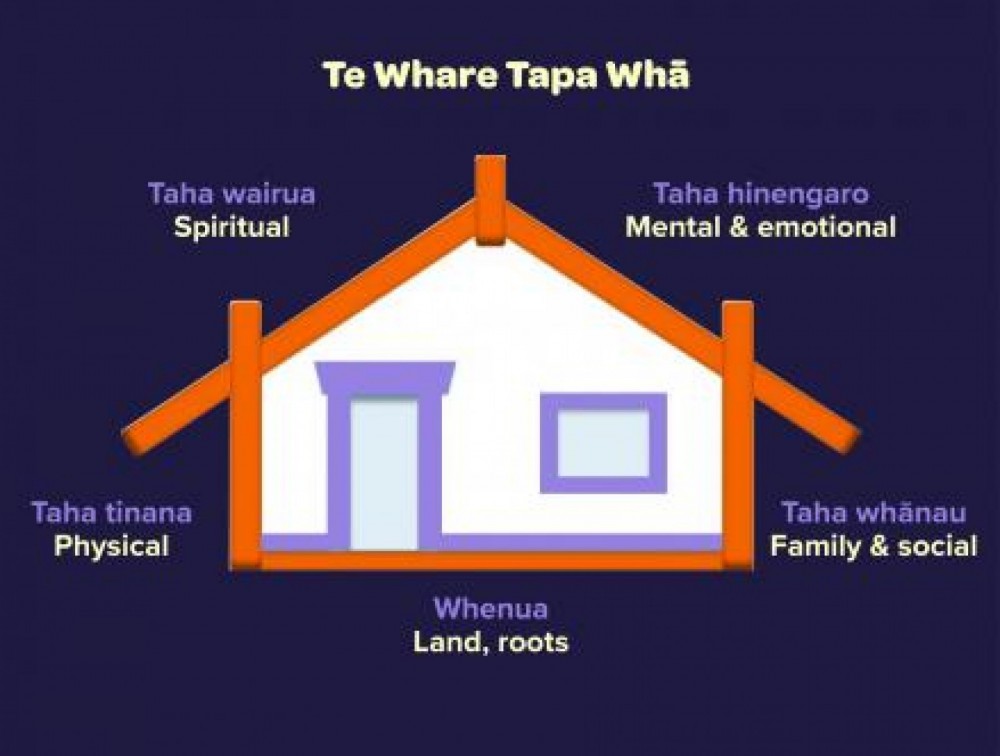 Te Whare Tapa Whā
Taha wairua
Spiritual
Taha hinengaro
Mental & emotional
Taha tinana
Physical
Taha whānau
Family & social
Whenua
Land, roots